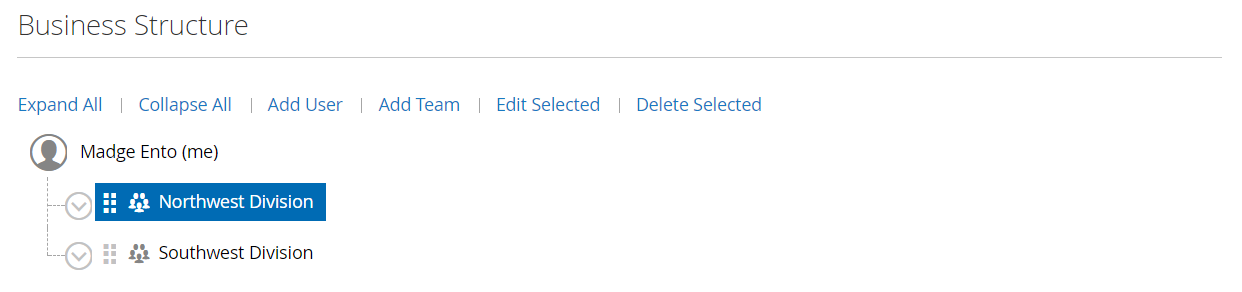 Business Structure
Expand All | Collapse All | Add User | Add Team | Edit Selected | Delete Selected
Madge Ento (me)
Northwest Division
Southwest Division